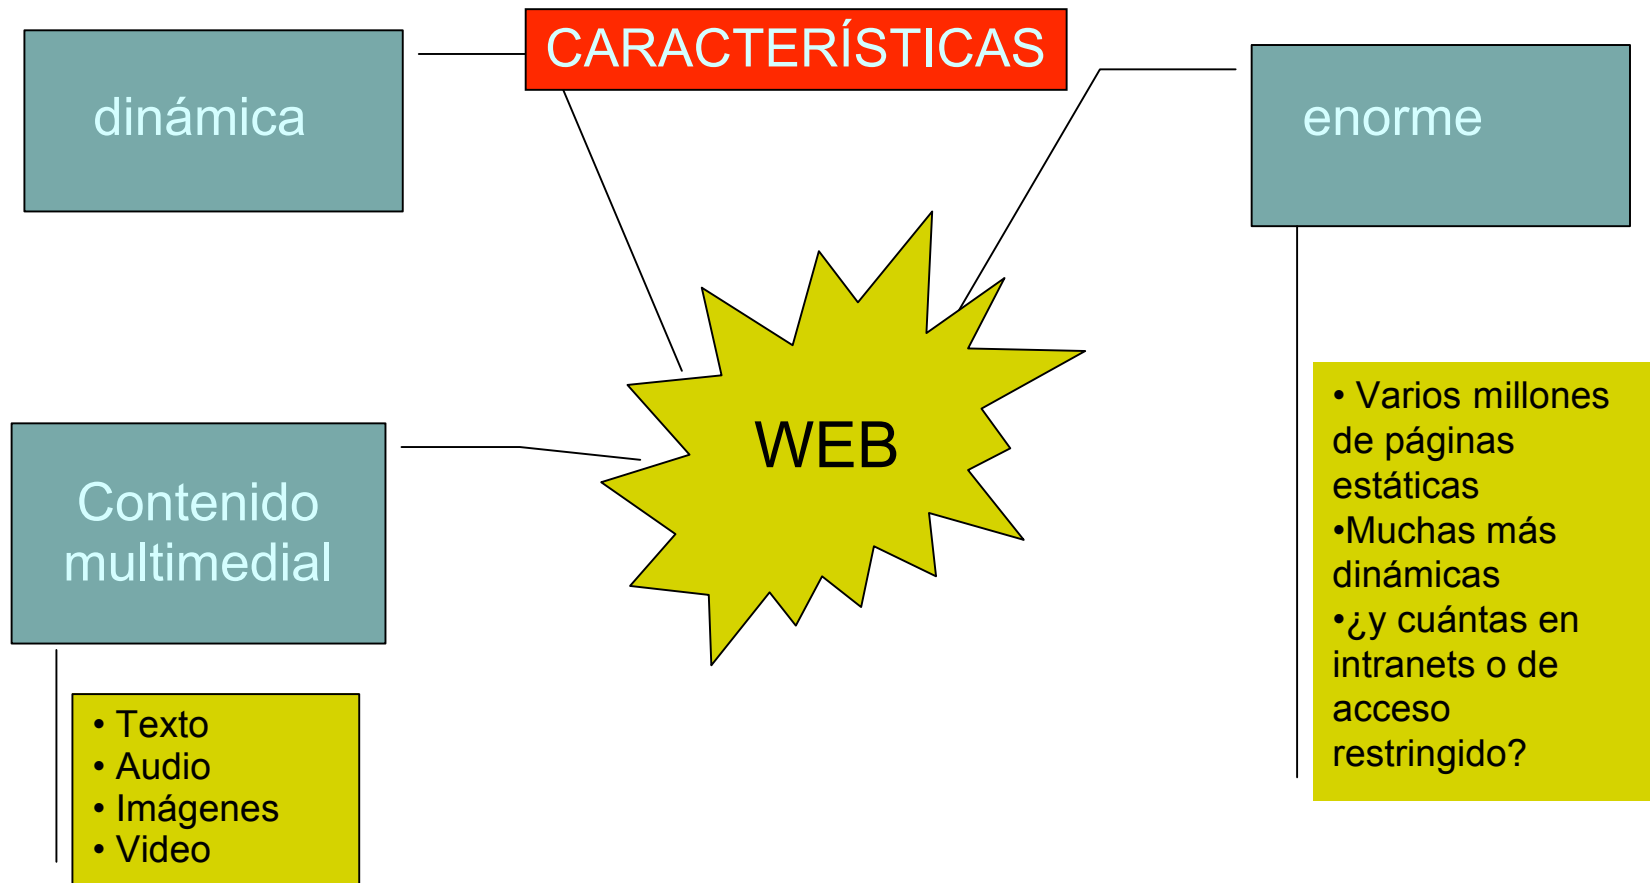 CARACTERÍSTICAS
dinámica
enorme
WEB
Contenido
multimedial
• Texto
• Audio
• Imágenes
• Video
• Varios millones
de páginas
estáticas
•Muchas más
dinámicas
•¿y cuántas en
intranets o de
acceso
restringido?